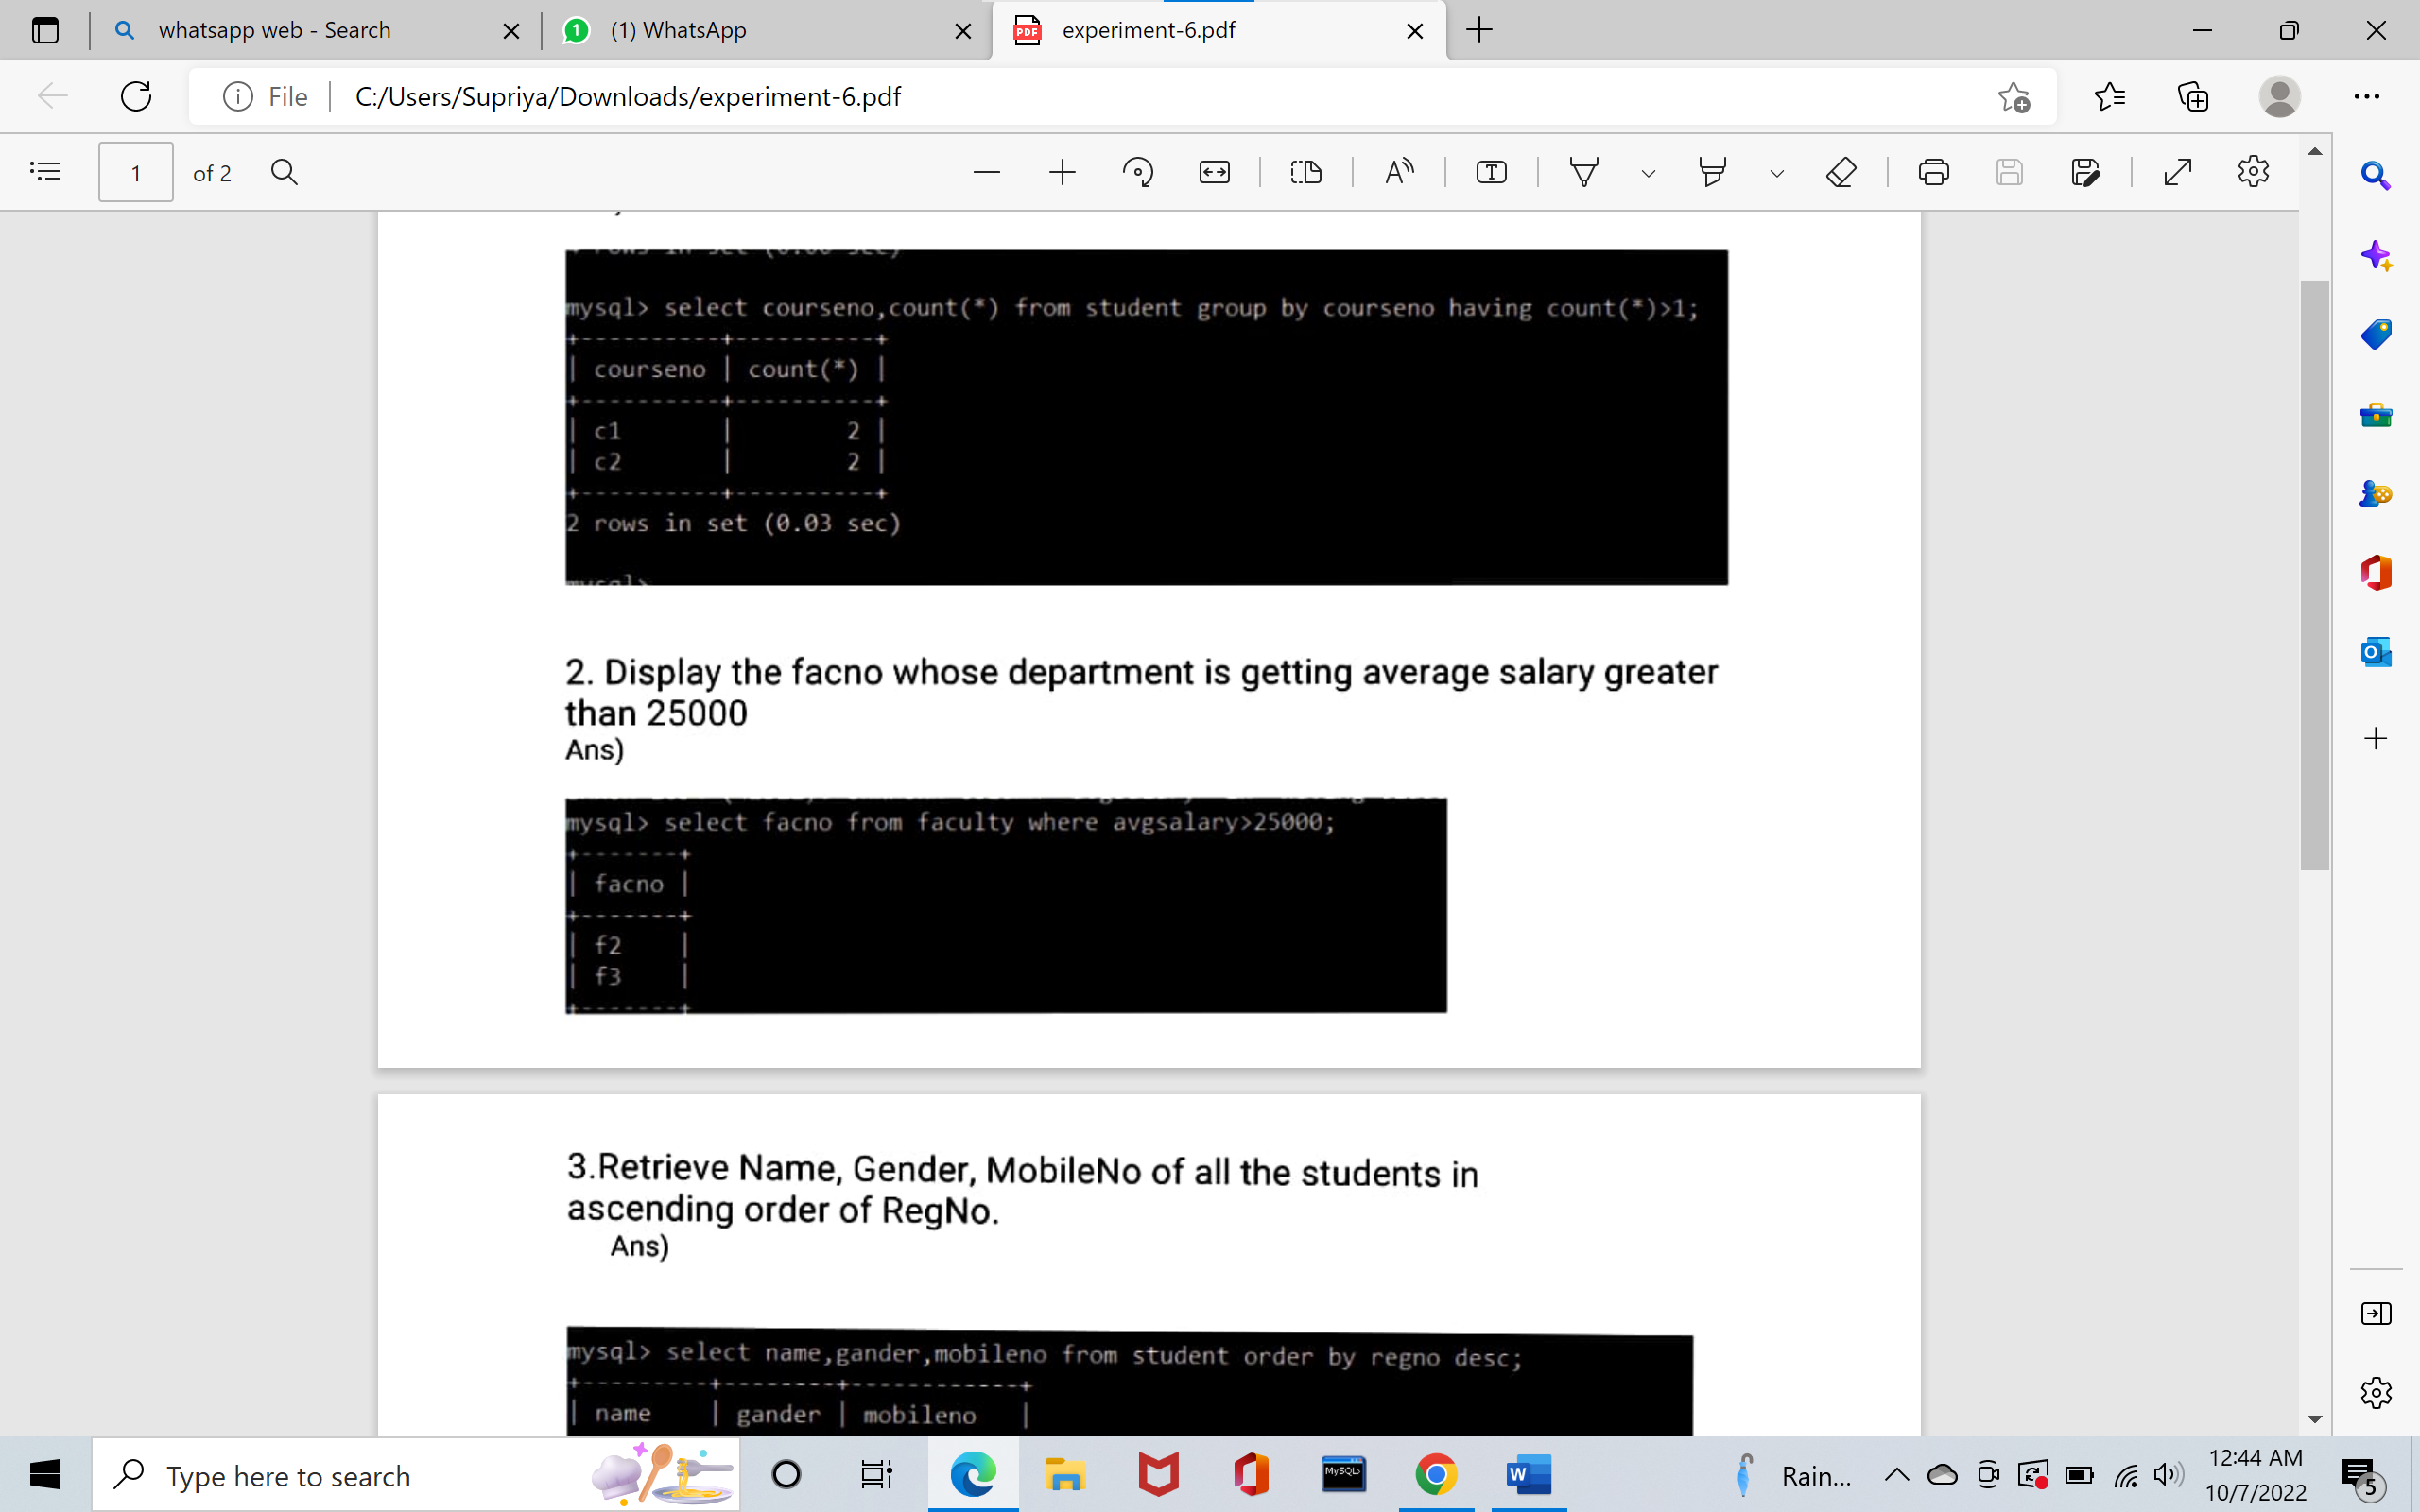 whatsapp web - Search
(1) WhatsApp
PDF
experiment-6.pdf
File
C:/Users/Supriya/Downloads/experiment-6.pdf
1
of 2
mysql> select courseno,count(*) from student group by courseno having count(*)>1;
+----------+----------+
| courseno | count(*) |
+----------+----------+
| c1 | 2 |
| c2 | 2 |
+----------+----------+
2 rows in set (0.03 sec)
mysql>
2. Display the facno whose department is getting average salary greater
than 25000
Ans)
mysql> select facno from faculty where avgsalary>25000;
+-------+
| facno |
+-------+
| f2 |
| f3 |
+-------+
3.Retrieve Name, Gender, MobileNo of all the students in
ascending order of RegNo.
Ans)
mysql> select name,gander,mobileno from student order by regno desc;
+---------+--------+------------+
| name | gander | mobileno |
Type here to search
MySQL>
W
Rain...
12:44 AM
10/7/2022
5